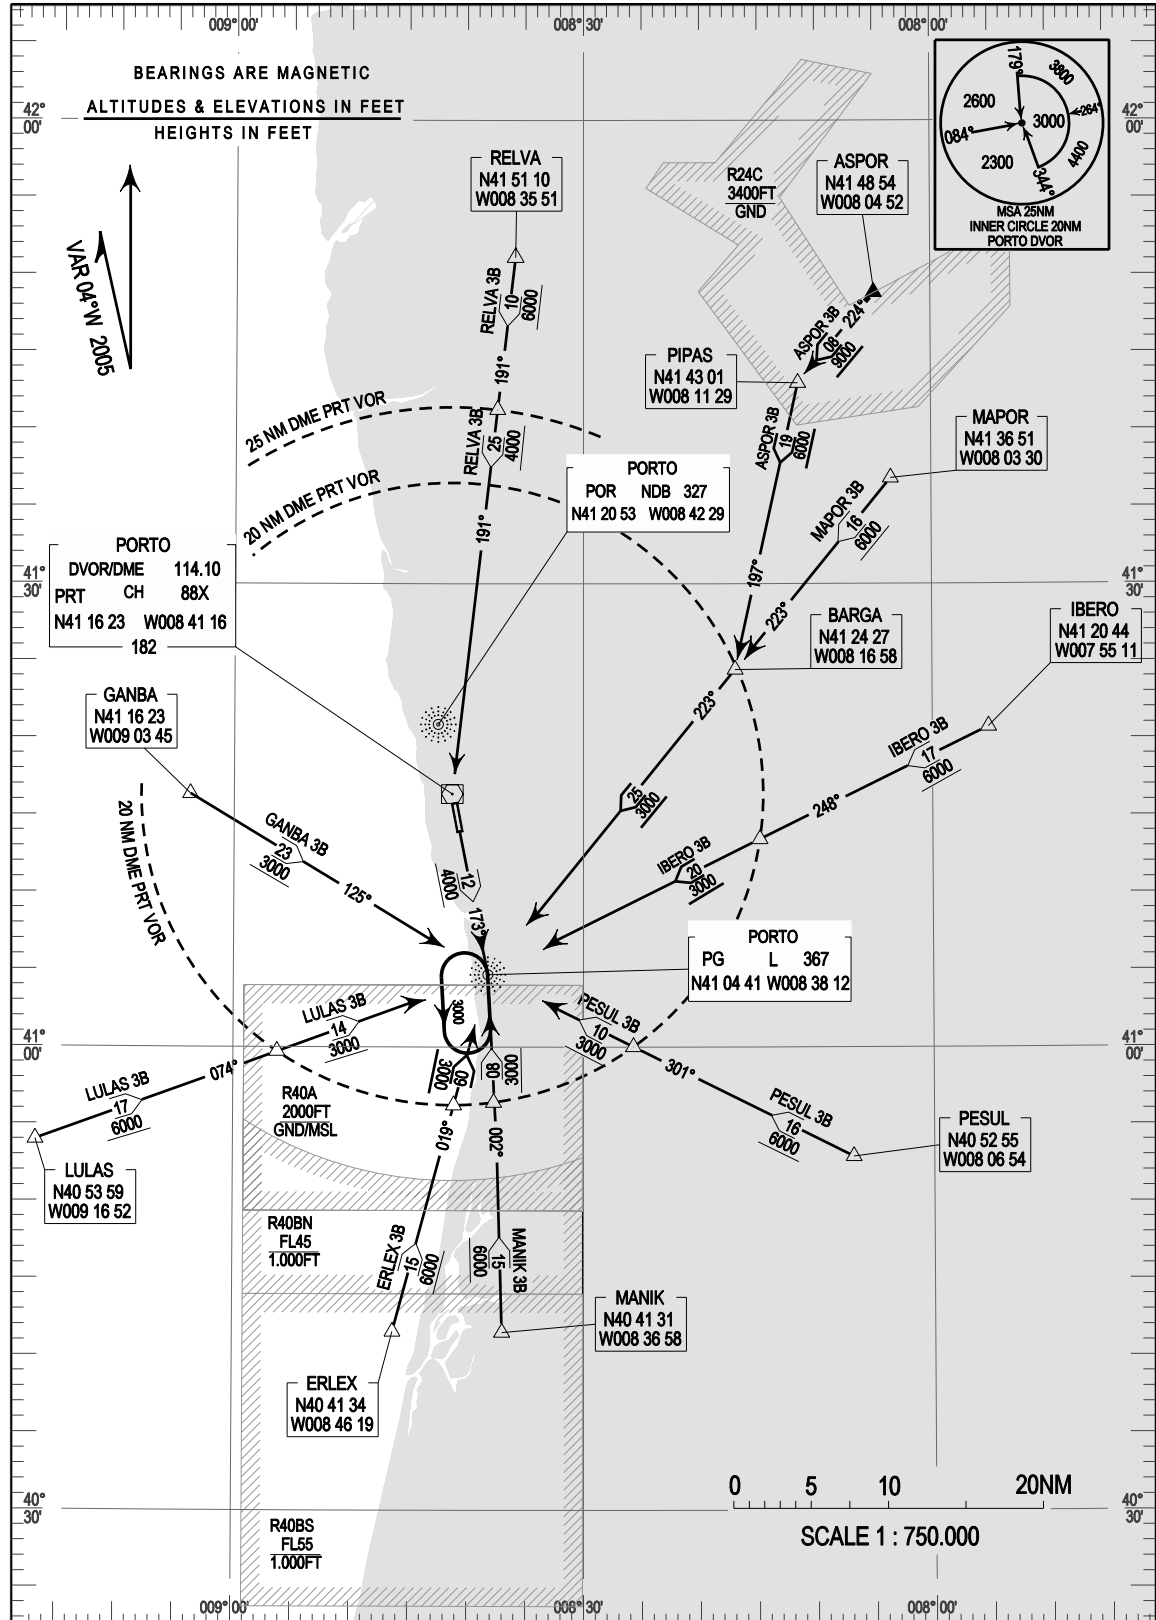 009° 00'
008° 30'
008° 00'
BEARINGS ARE MAGNETIC
ALTITUDES & ELEVATIONS IN FEET
HEIGHTS IN FEET
42°
00'
42°
00'
179°
3800
2600
3000
264°
084°
2300
4400
344°
MSA 25NM
INNER CIRCLE 20NM
PORTO DVOR
VAR 04°W 2005
RELVA
N41 51 10
W008 35 51
R24C
3400FT
GND
ASPOR
N41 48 54
W008 04 52
RELVA 3B
10
6000
191°
ASPOR 3B
224°
08
9000
PIPAS
N41 43 01
W008 11 29
25 NM DME PRT VOR
RELVA 3B
25
4000
ASPOR 3B
19
6000
MAPOR
N41 36 51
W008 03 30
20 NM DME PRT VOR
PORTO
POR NDB 327
N41 20 53 W008 42 29
191°
MAPOR 3B
16
6000
PORTO
DVOR/DME 114.10
PRT CH 88X
N41 16 23 W008 41 16
182
41°
30'
41°
30'
197°
223°
BARGA
N41 24 27
W008 16 58
IBERO
N41 20 44
W007 55 11
GANBA
N41 16 23
W009 03 45
223°
IBERO 3B
17
6000
20 NM DME PRT VOR
25
3000
248°
GANBA 3B
23
3000
125°
IBERO 3B
20
3000
12
4000
173°
PORTO
PG L 367
N41 04 41 W008 38 12
LULAS 3B
14
3000
3000
PESUL 3B
10
3000
41°
00'
41°
00'
LULAS 3B
17
6000
074°
09
3000
08
3000
301°
PESUL 3B
16
6000
R40A
2000FT
GND/MSL
019°
002°
PESUL
N40 52 55
W008 06 54
LULAS
N40 53 59
W009 16 52
R40BN
FL45
1.000FT
ERLEX 3B
15
6000
MANIK 3B
15
6000
MANIK
N40 41 31
W008 36 58
ERLEX
N40 41 34
W008 46 19
0 5 10 20NM
SCALE 1 : 750.000
40°
30'
40°
30'
R40BS
FL55
1.000FT
009° 00'
008° 30'
008° 00'